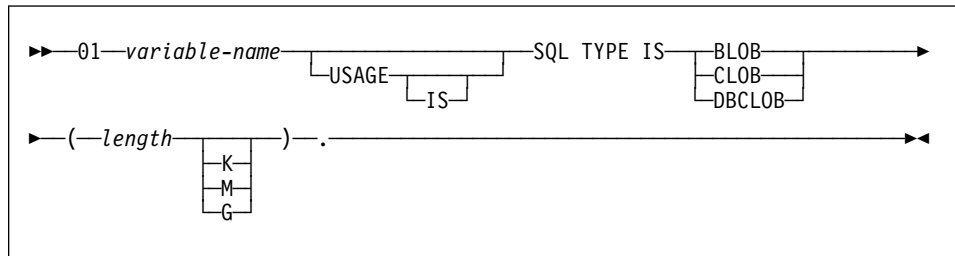 01 variable-name SQL TYPE IS BLOB
USAGE CLOB
IS DBCLOB
( length ) .
K
M
G